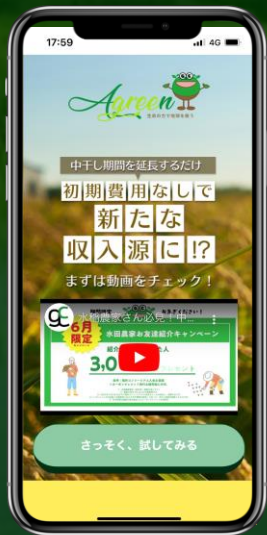 17:59
4G
Agreen
中干し期間を延長するだけ
初期費用なしで
新たな
収入源に!?
まずは動画をチェック！
水稲農家さん必見！中…
6月
限定
水田農家お友達紹介キャンペーン
3,0
さっそく、試してみる